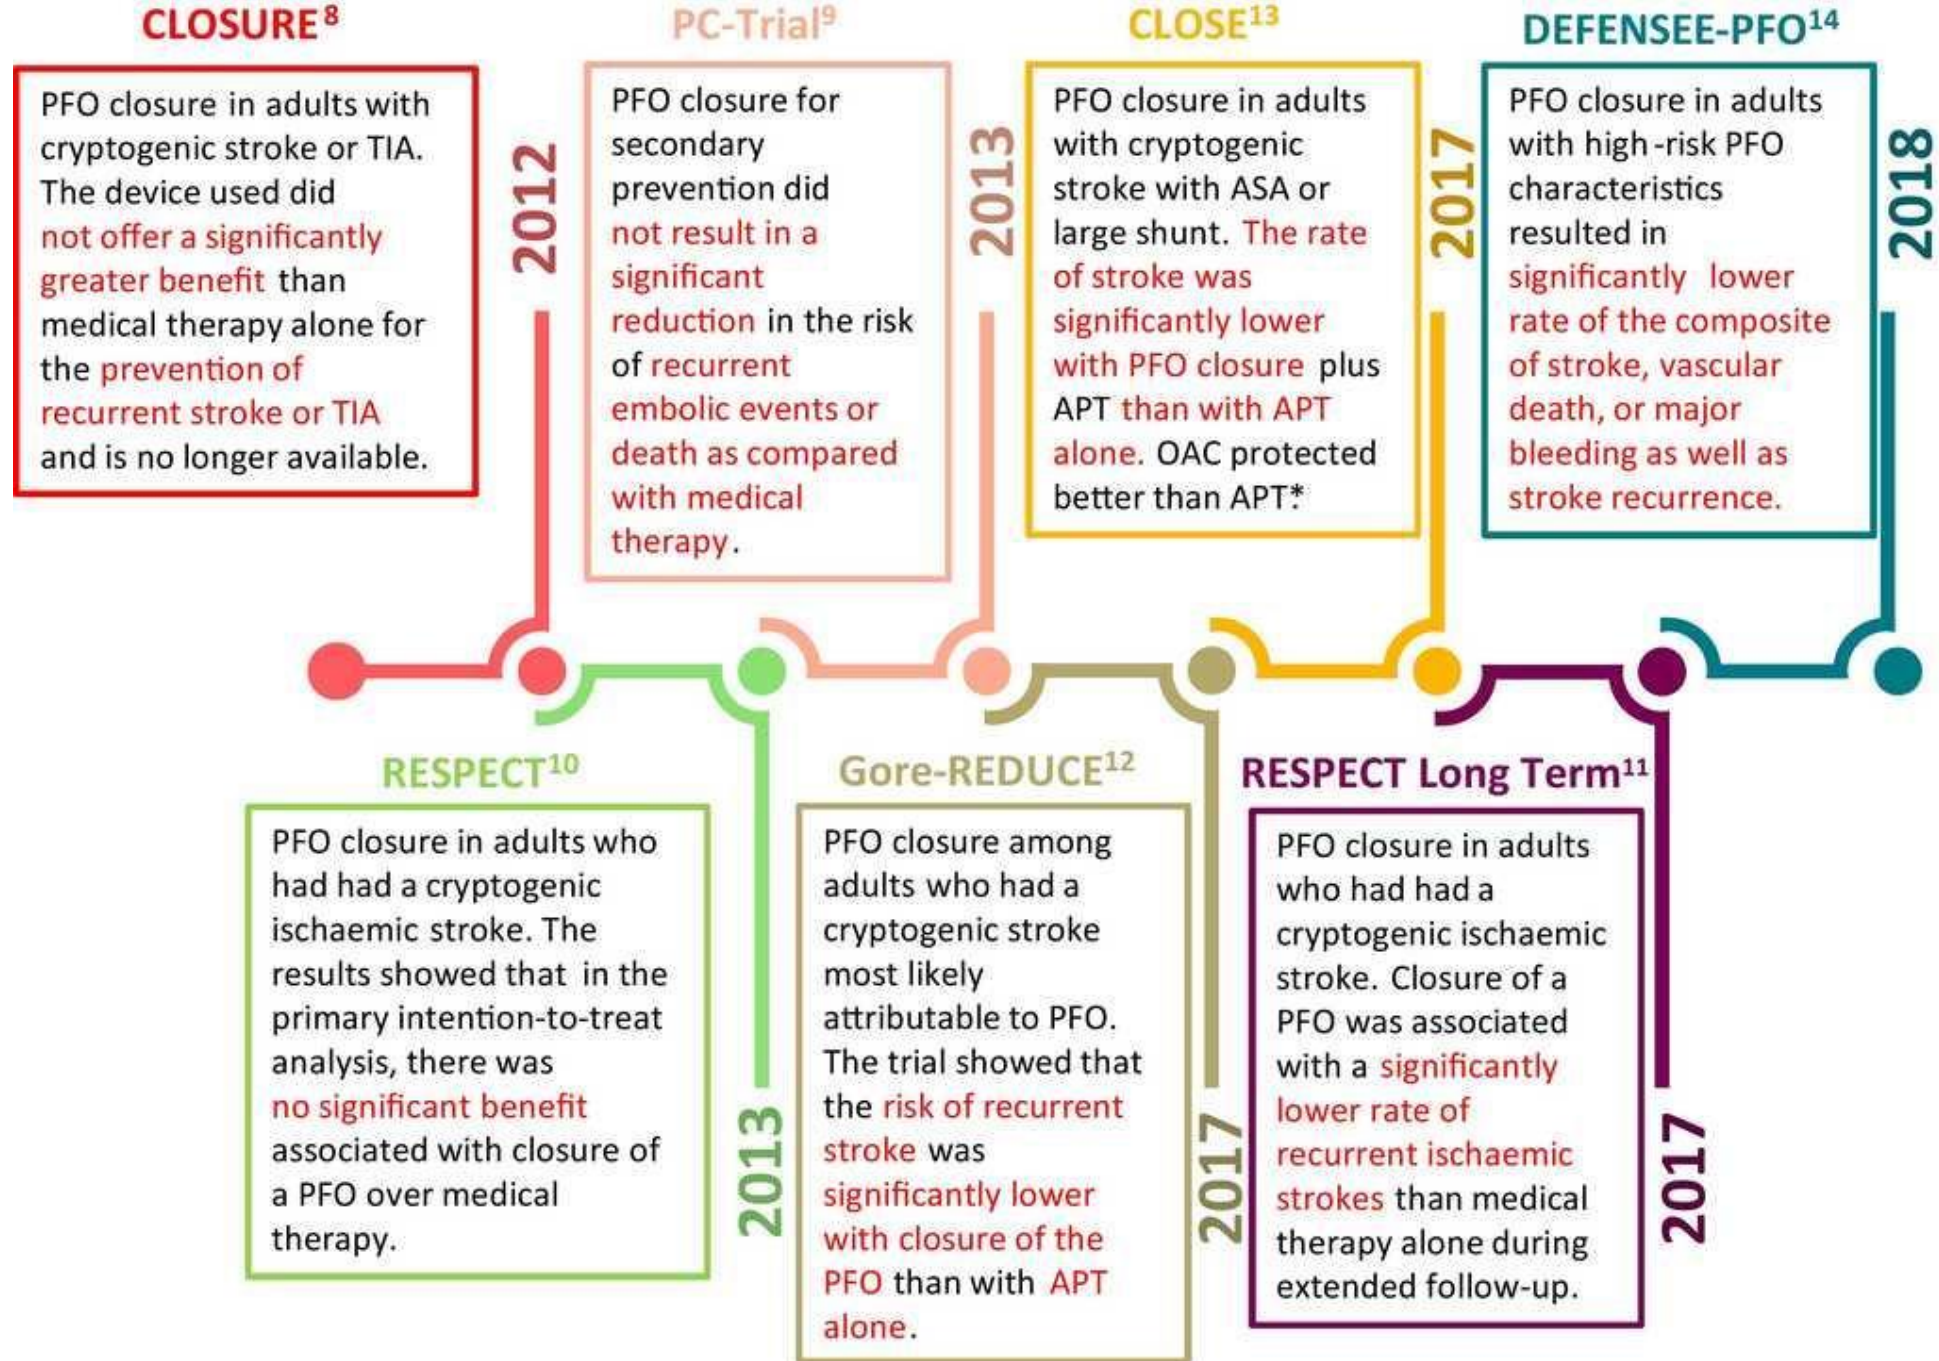 CLOSURE8
PFO closure in adults with
cryptogenic stroke or TIA.
The device used did
not offer a significantly
greater benefit than
medical therapy alone for
the prevention of
recurrent stroke or TIA
and is no longer available.
2012
PC-Trial9
PFO closure for
secondary
prevention did
not result in a
significant
reduction in the risk
of recurrent
embolic events or
death as compared
with medical
therapy.
2013
CLOSE13
PFO closure in adults
with cryptogenic
stroke with ASA or
large shunt. The rate
of stroke was
significantly lower
with PFO closure plus
APT than with APT
alone. OAC protected
better than APT*.
2017
DEFENSEE-PFO14
PFO closure in adults
with high-risk PFO
characteristics
resulted in
significantly lower
rate of the composite
of stroke, vascular
death, or major
bleeding as well as
stroke recurrence.
2018
RESPECT10
PFO closure in adults who
had had a cryptogenic
ischaemic stroke. The
results showed that in the
primary intention-to-treat
analysis, there was
no significant benefit
associated with closure of
a PFO over medical
therapy.
2013
Gore-REDUCE12
PFO closure among
adults who had a
cryptogenic stroke
most likely
attributable to PFO.
The trial showed that
the risk of recurrent
stroke was
significantly lower
with closure of the
PFO than with APT
alone.
2017
RESPECT Long Term11
PFO closure in adults
who had had a
cryptogenic ischaemic
stroke. Closure of a
PFO was associated
with a significantly
lower rate of
recurrent ischaemic
strokes than medical
therapy alone during
extended follow-up.
2017